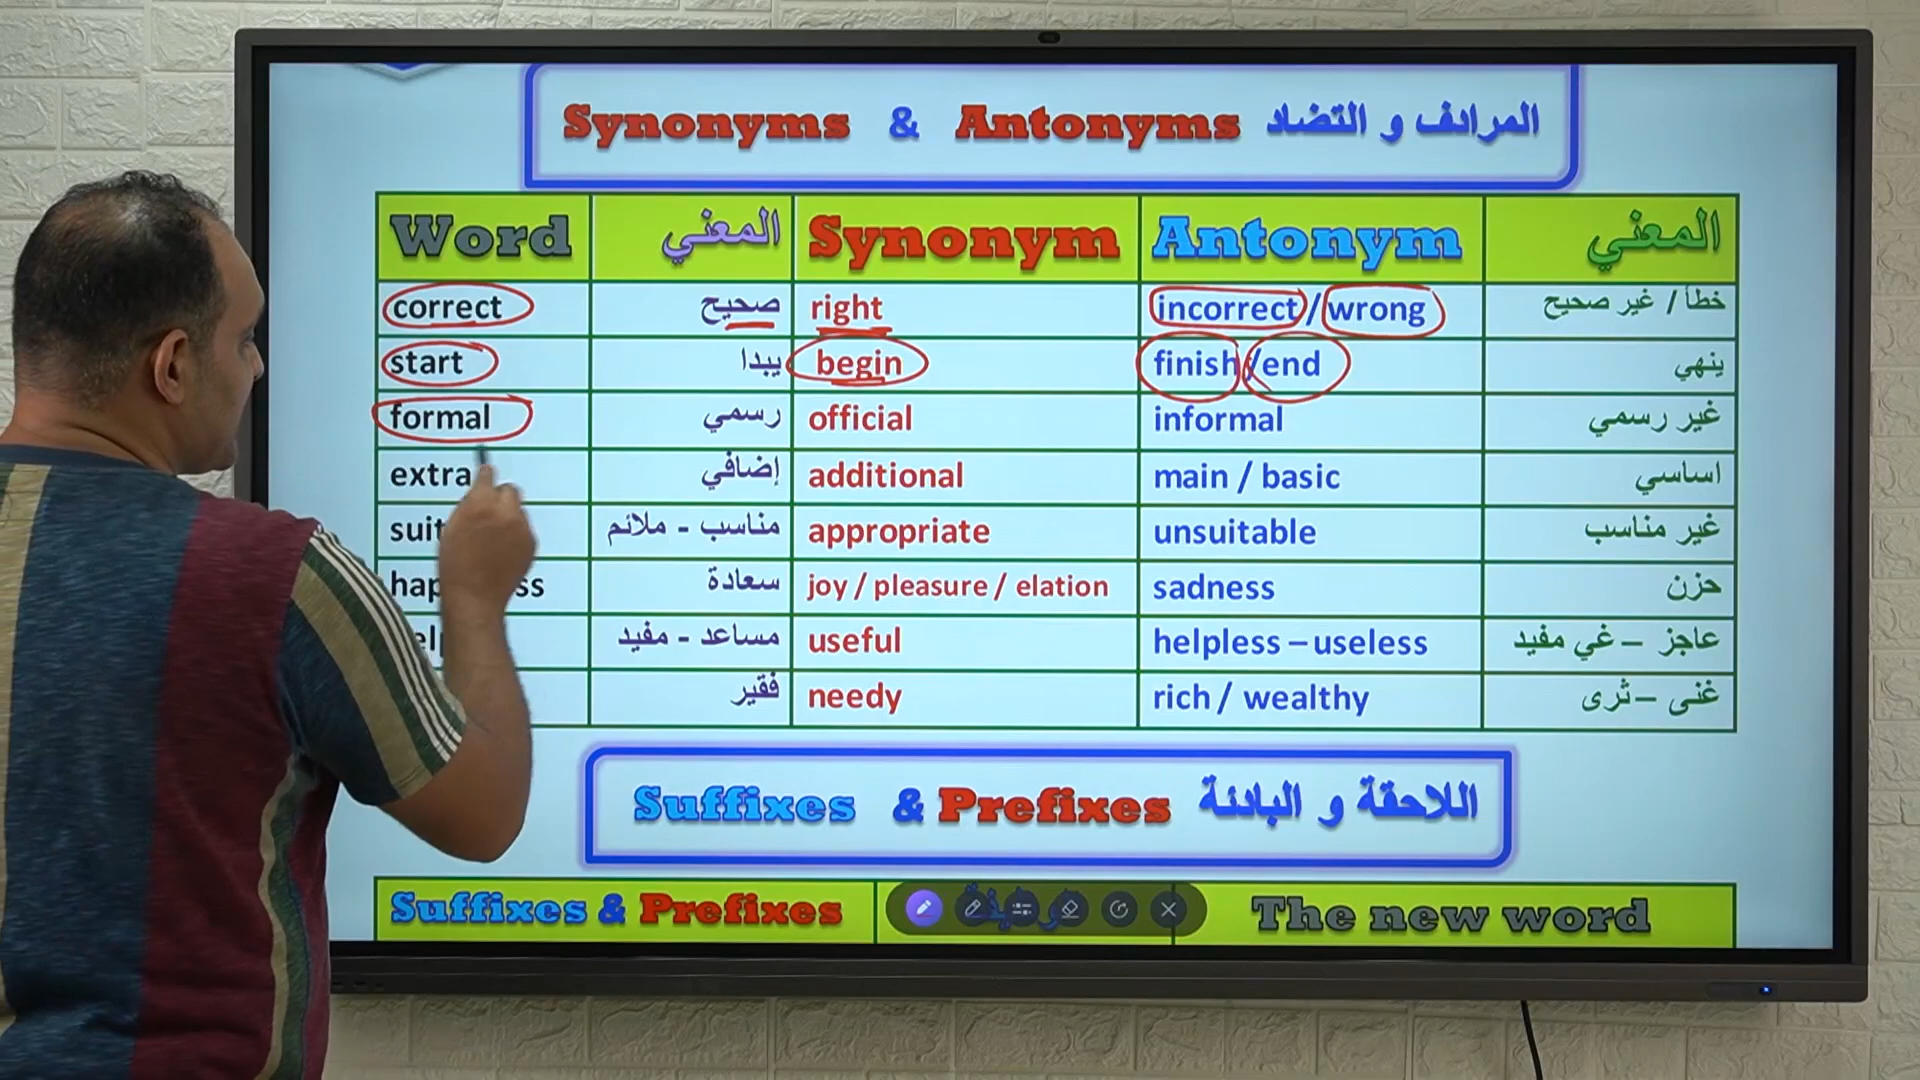 Synonyms & Antonyms المرادف و التضاد
Word المعني Synonym Antonym المعني
correct صحيح right incorrect / wrong خطأ / غير صحيح
start يبدا begin finish / end ينهي
formal رسمي official informal غير رسمي
extra إضافي additional main / basic اساسي
مناسب - ملائم appropriate unsuitable غير مناسب
سعادة joy / pleasure / elation sadness حزن
مساعد - مفيد useful helpless – useless عاجز – غي مفيد
فقير needy rich / wealthy غنى – ثرى
Suffixes & Prefixes اللاحقة و البادئة
Suffixes & Prefixes The new word